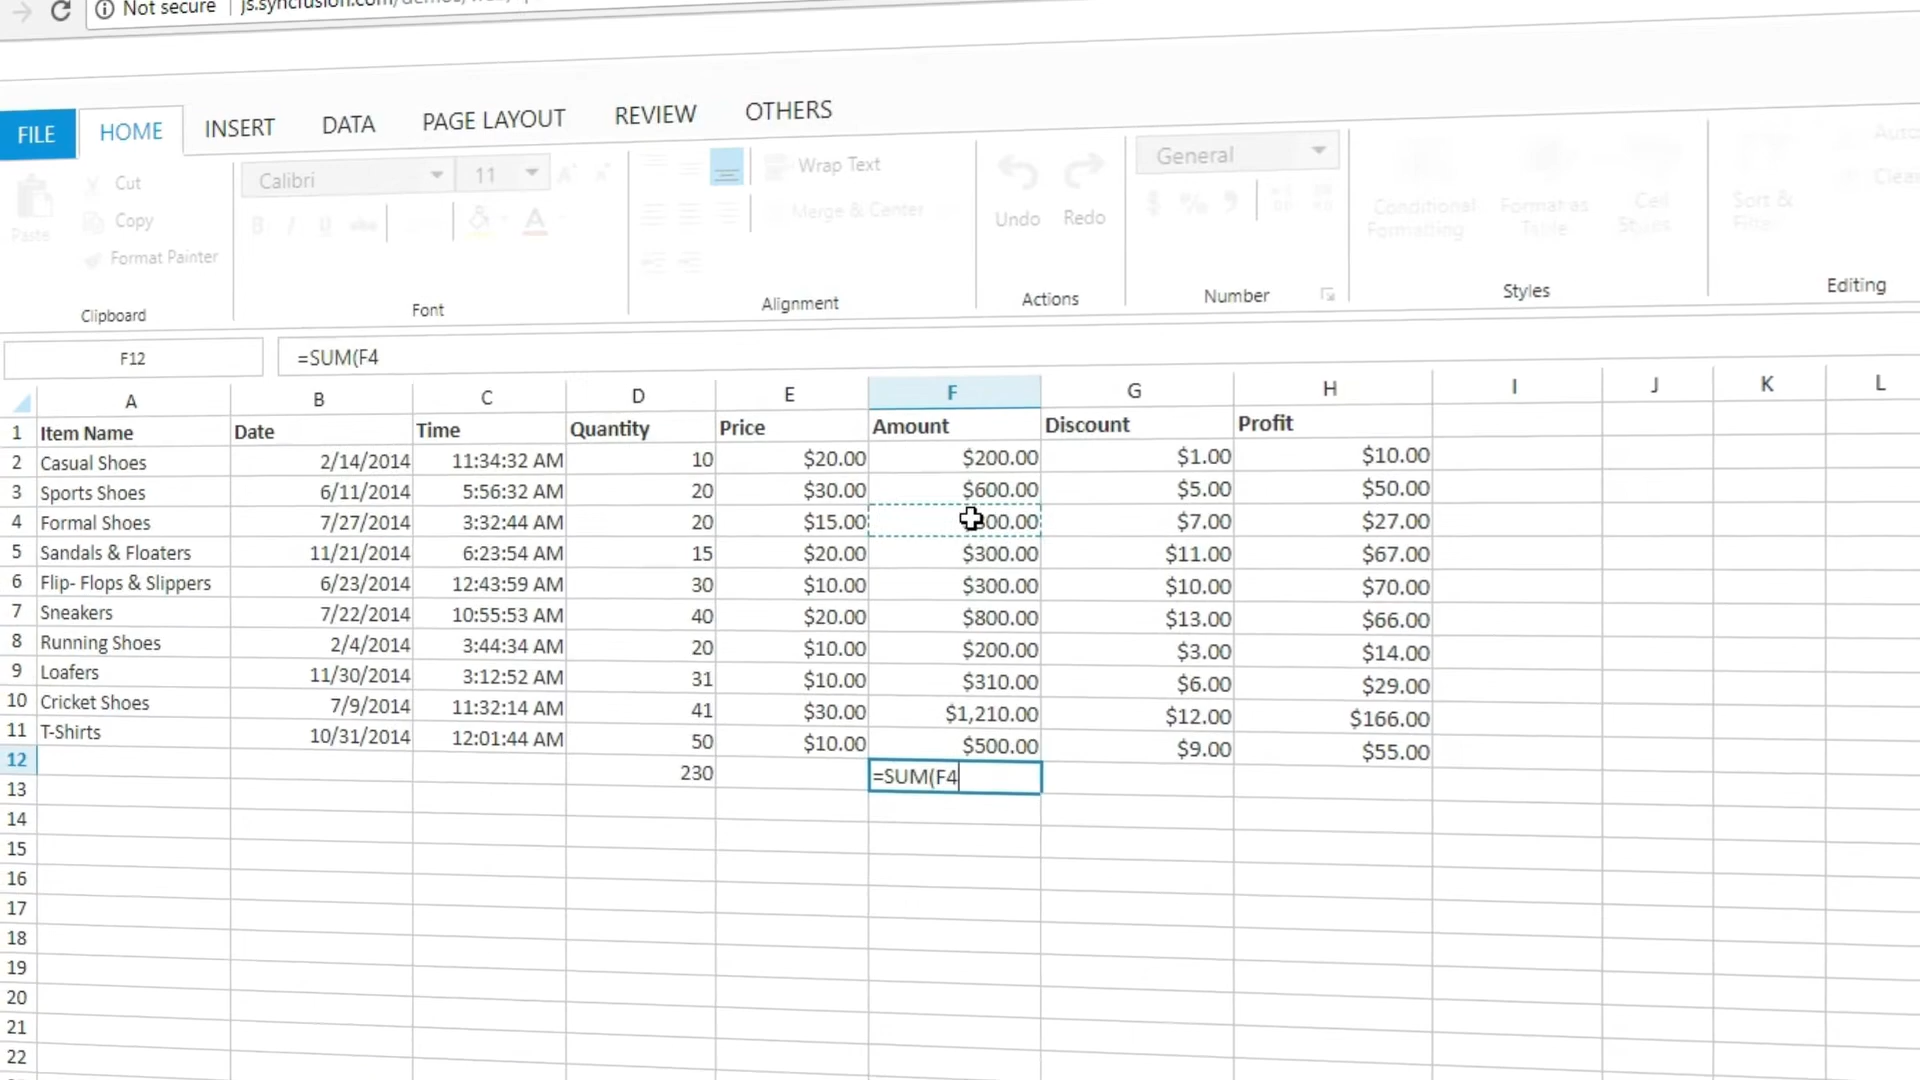 Not secure
FILE HOME INSERT DATA PAGE LAYOUT REVIEW OTHERS
Cut
Copy
Format Painter
Paste
Clipboard
Calibri 11
Font
Wrap Text
Merge & Center
Alignment
Undo Redo
Actions
General
Number
Conditional Formatting
Format as Table
Cell Styles
Styles
Sort & Filter
Editing
F12 =SUM(F4
A B C D E F G H I J K L
1 Item Name Date Time Quantity Price Amount Discount Profit
2 Casual Shoes 2/14/2014 11:34:32 AM 10 $20.00 $200.00 $1.00 $10.00
3 Sports Shoes 6/11/2014 5:56:32 AM 20 $30.00 $600.00 $5.00 $50.00
4 Formal Shoes 7/27/2014 3:32:44 AM 20 $15.00 00.00 $7.00 $27.00
5 Sandals & Floaters 11/21/2014 6:23:54 AM 15 $20.00 $300.00 $11.00 $67.00
6 Flip- Flops & Slippers 6/23/2014 12:43:59 AM 30 $10.00 $300.00 $10.00 $70.00
7 Sneakers 7/22/2014 10:55:53 AM 40 $20.00 $800.00 $13.00 $66.00
8 Running Shoes 2/4/2014 3:44:34 AM 20 $10.00 $200.00 $3.00 $14.00
9 Loafers 11/30/2014 3:12:52 AM 31 $10.00 $310.00 $6.00 $29.00
10 Cricket Shoes 7/9/2014 11:32:14 AM 41 $30.00 $1,210.00 $12.00 $166.00
11 T-Shirts 10/31/2014 12:01:44 AM 50 $10.00 $500.00 $9.00 $55.00
12 230 =SUM(F4
13
14
15
16
17
18
19
20
21
22